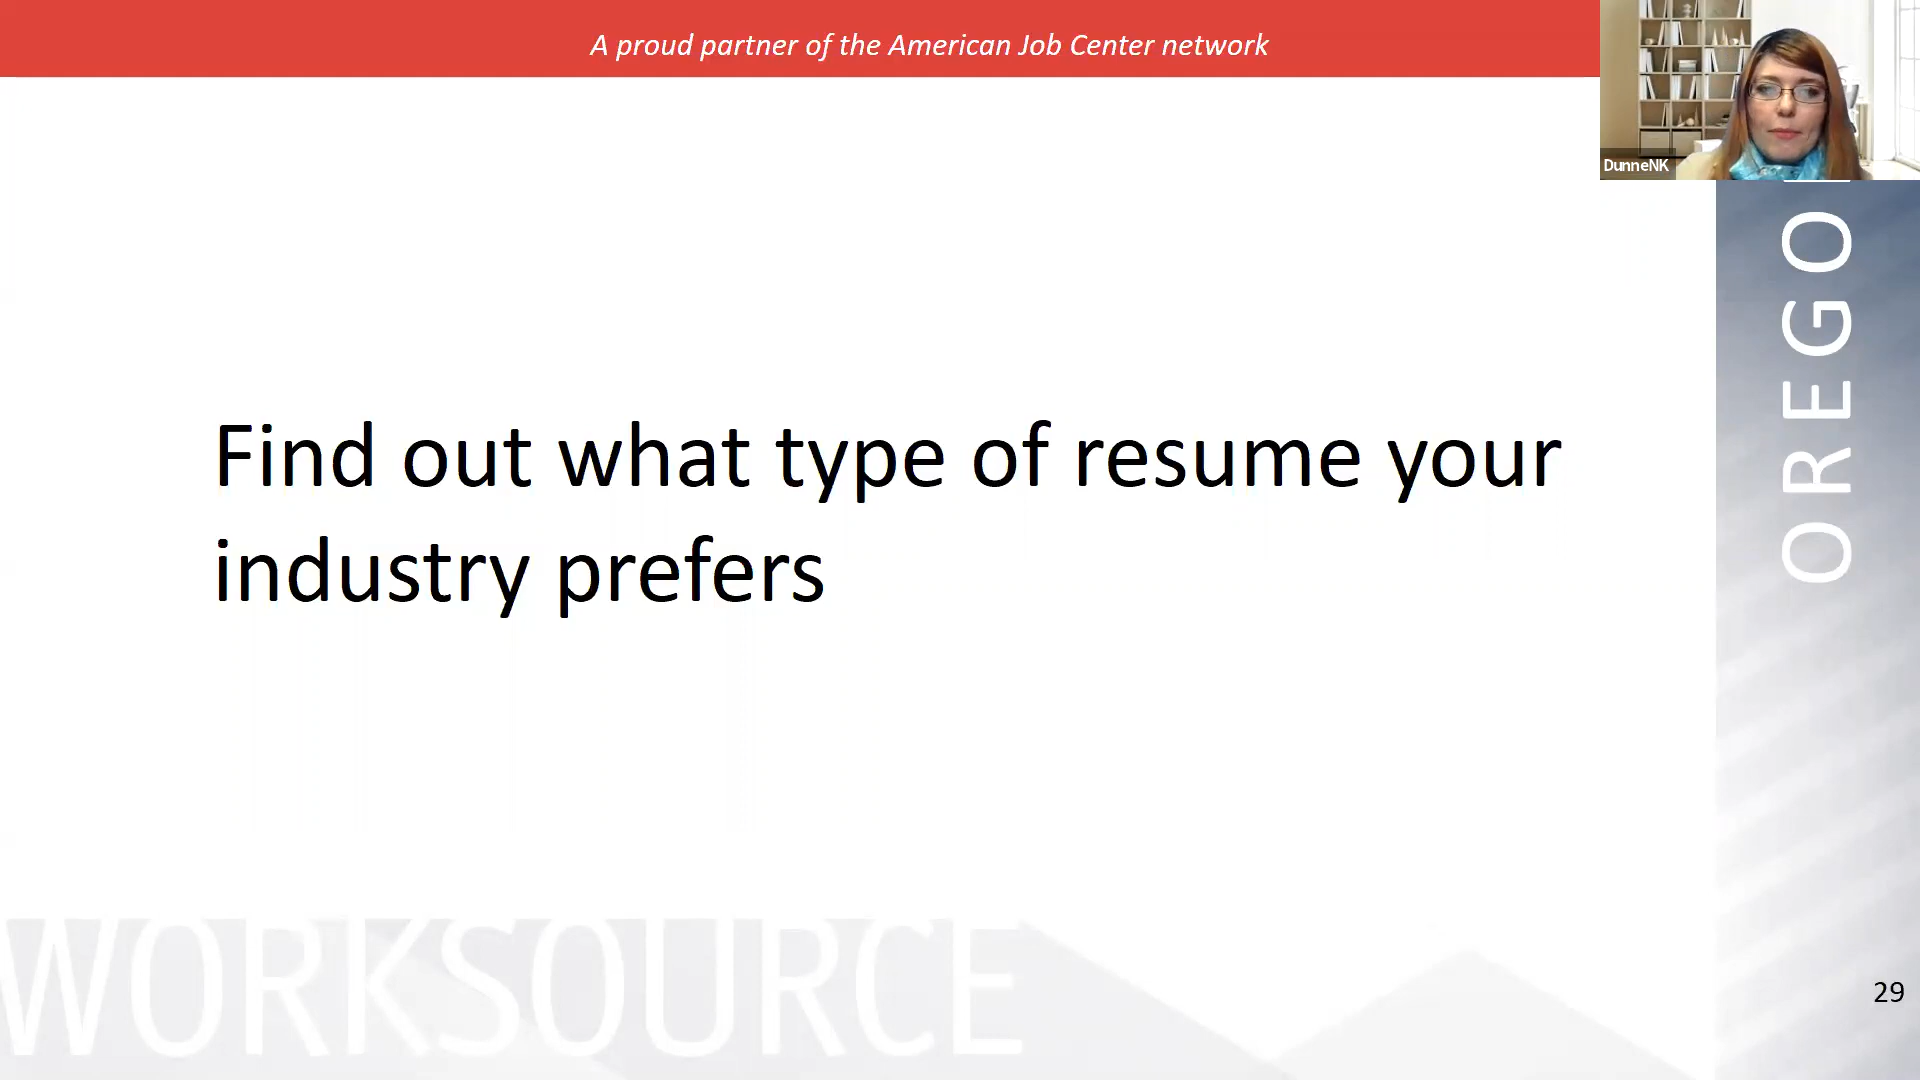 A proud partner of the American Job Center network
DunneNK
OREGO
Find out what type of resume your
industry prefers
WORKSOURCE
29